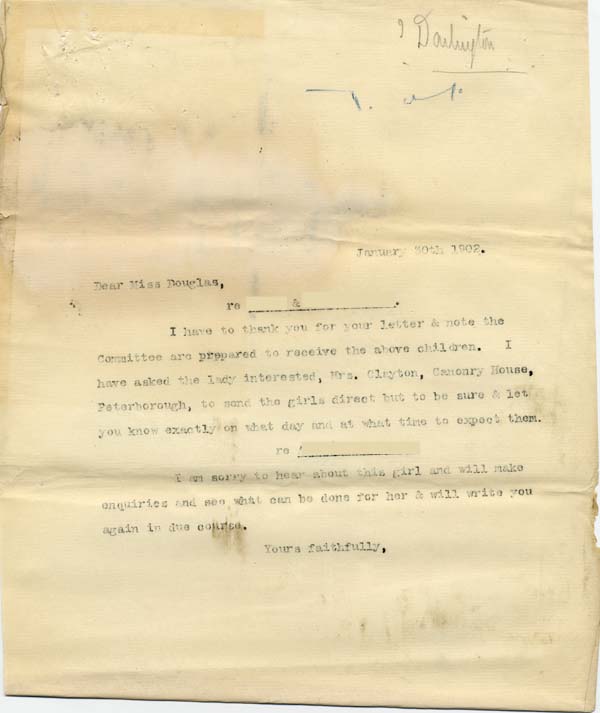 ? Darlington
January 30th 1902.
Dear Miss Douglas,
re & .
I have to thank you for your letter & note the
Committee are prepared to receive the above children. I
have asked the lady interested, Mrs. Clayton, Canonry House,
Peterborough, to send the girls direct but to be sure & let
you know exactly on what day and at what time to expect them.
re
I am sorry to hear about this girl and will make
enquiries and see what can be done for her & will write you
again in due course.
Yours faithfully,